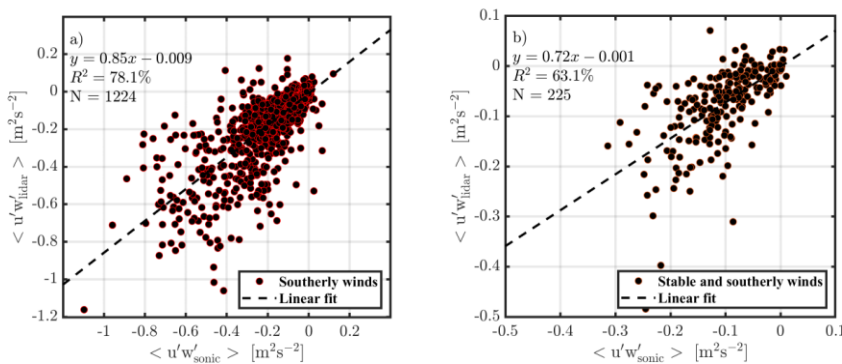 a)
y = 0.85x − 0.009
R² = 78.1%
N = 1224
0.2
0
-0.2
-0.4
-0.6
-0.8
-1
-1.2
< u′w′lidar > [m²s⁻²]
Southerly winds
Linear fit
-1 -0.8 -0.6 -0.4 -0.2 0 0.2
< u′w′sonic > [m²s⁻²]
b)
y = 0.72x − 0.001
R² = 63.1%
N = 225
0.1
0
-0.1
-0.2
-0.3
-0.4
-0.5
< u′w′lidar > [m²s⁻²]
Stable and southerly winds
Linear fit
-0.5 -0.4 -0.3 -0.2 -0.1 0 0.1
< u′w′sonic > [m²s⁻²]